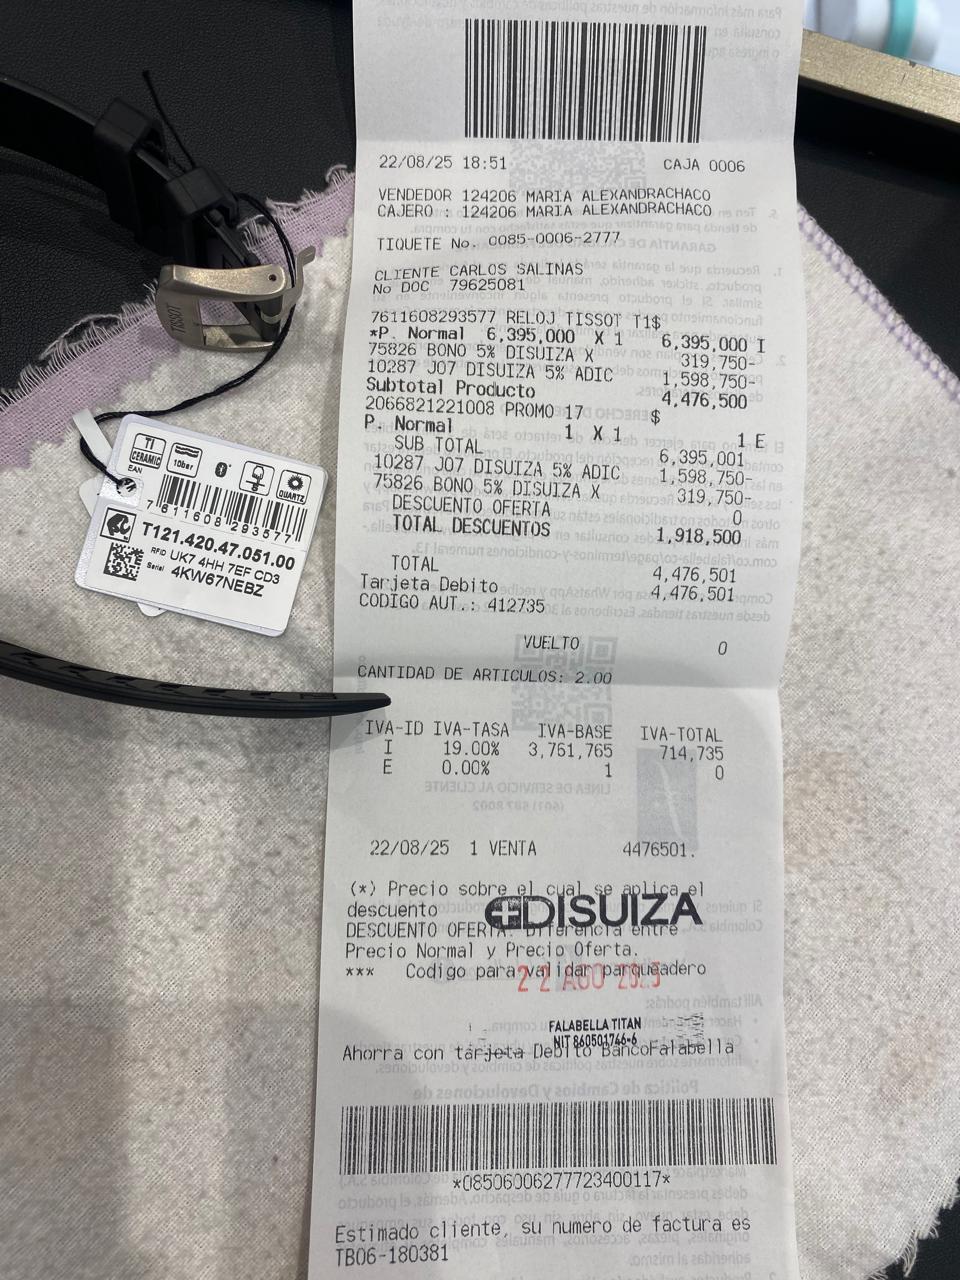 22/08/25 18:51 CAJA 0006
VENDEDOR 124206 MARIA ALEXANDRACHACO
CAJERO : 124206 MARIA ALEXANDRACHACO
TIQUETE No. 0085-0006-2777
CLIENTE CARLOS SALINAS
No DOC 79625081
7611608293577 RELOJ TISSOT T1$
*P. Normal 6,395,000 X 1 6,395,000 I
75826 BONO 5% DISUIZA X 319,750-
10287 J07 DISUIZA 5% ADIC 1,598,750-
Subtotal Producto 4,476,500
2066821221008 PROMO 17 $
P. Normal 1 X 1 1 E
SUB TOTAL 6,395,001
10287 J07 DISUIZA 5% ADIC 1,598,750-
75826 BONO 5% DISUIZA X 319,750-
DESCUENTO OFERTA 0
TOTAL DESCUENTOS 1,918,500
TOTAL 4,476,501
Tarjeta Debito 4,476,501
CODIGO AUT.: 412735
VUELTO 0
CANTIDAD DE ARTICULOS: 2.00
IVA-ID IVA-TASA IVA-BASE IVA-TOTAL
I 19.00% 3,761,765 714,735
E 0.00% 1 0
22/08/25 1 VENTA 4476501.
(*) Precio sobre el cual se aplica el
descuento
DISUIZA
DESCUENTO OFERTA: Diferencia entre
Precio Normal y Precio Oferta.
*** Codigo para validar parqueadero
22 AGO 2025
FALABELLA TITAN
NIT 860501746-6
Ahorra con tarjeta Debito BancoFalabella
*08506006277723400117*
Estimado cliente, su numero de factura es
TB06-180381
TISSOT
TI
CERAMIC
10bar
QUARTZ
EAN
7 611608 293577
T121.420.47.051.00
RFID UK7 4HH 7EF CD3
Serial 4KW67NEBZ